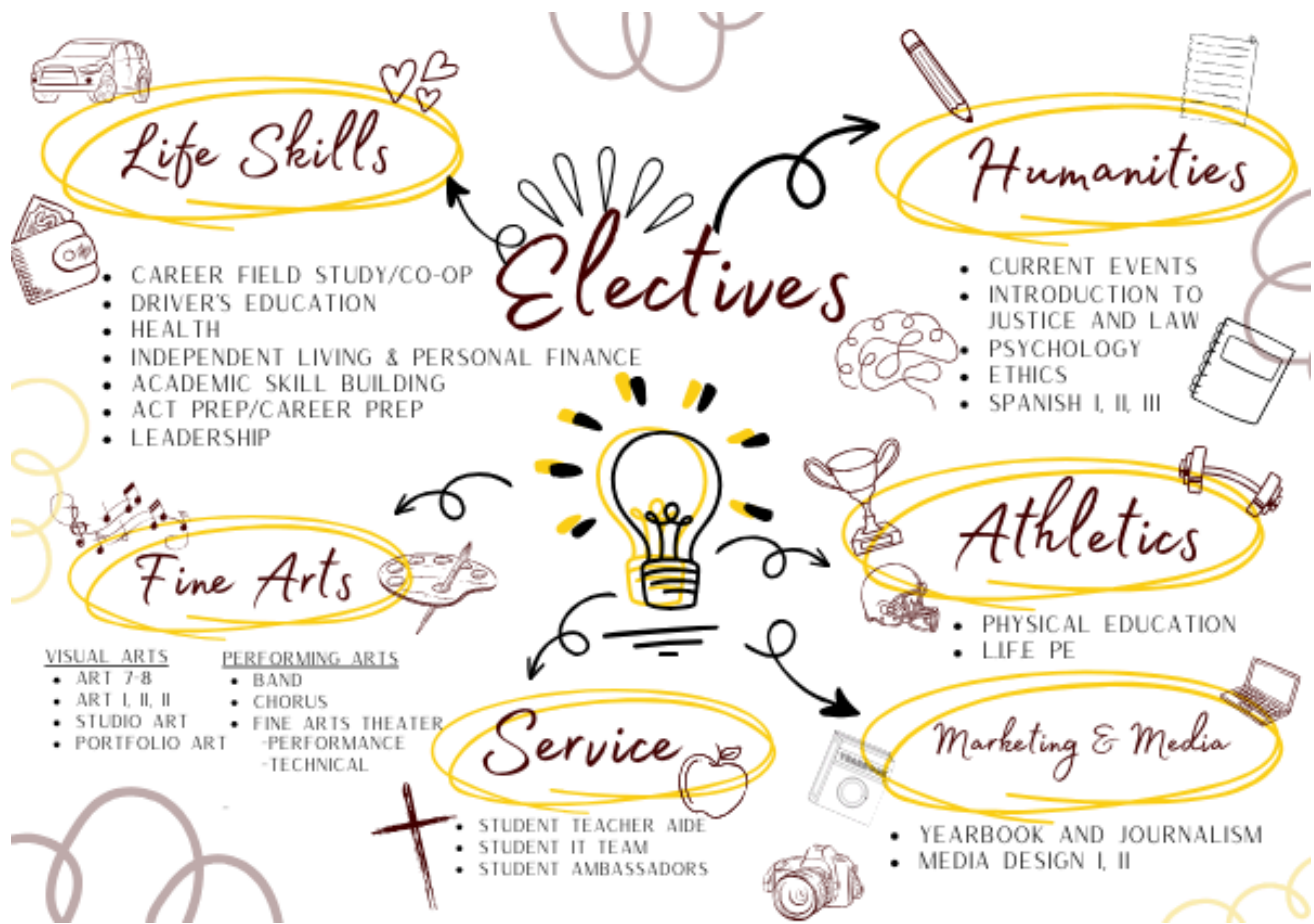 Electives
Life Skills
• CAREER FIELD STUDY/CO-OP
• DRIVER'S EDUCATION
• HEALTH
• INDEPENDENT LIVING & PERSONAL FINANCE
• ACADEMIC SKILL BUILDING
• ACT PREP/CAREER PREP
• LEADERSHIP
Humanities
• CURRENT EVENTS
• INTRODUCTION TO
JUSTICE AND LAW
• PSYCHOLOGY
• ETHICS
• SPANISH I, II, III
Fine Arts
VISUAL ARTS
• ART 7-8
• ART I, II, II
• STUDIO ART
• PORTFOLIO ART
PERFORMING ARTS
• BAND
• CHORUS
• FINE ARTS THEATER
-PERFORMANCE
-TECHNICAL
Service
• STUDENT TEACHER AIDE
• STUDENT IT TEAM
• STUDENT AMBASSADORS
Athletics
• PHYSICAL EDUCATION
• L.I.F.E PE
Marketing & Media
• YEARBOOK AND JOURNALISM
• MEDIA DESIGN I, II